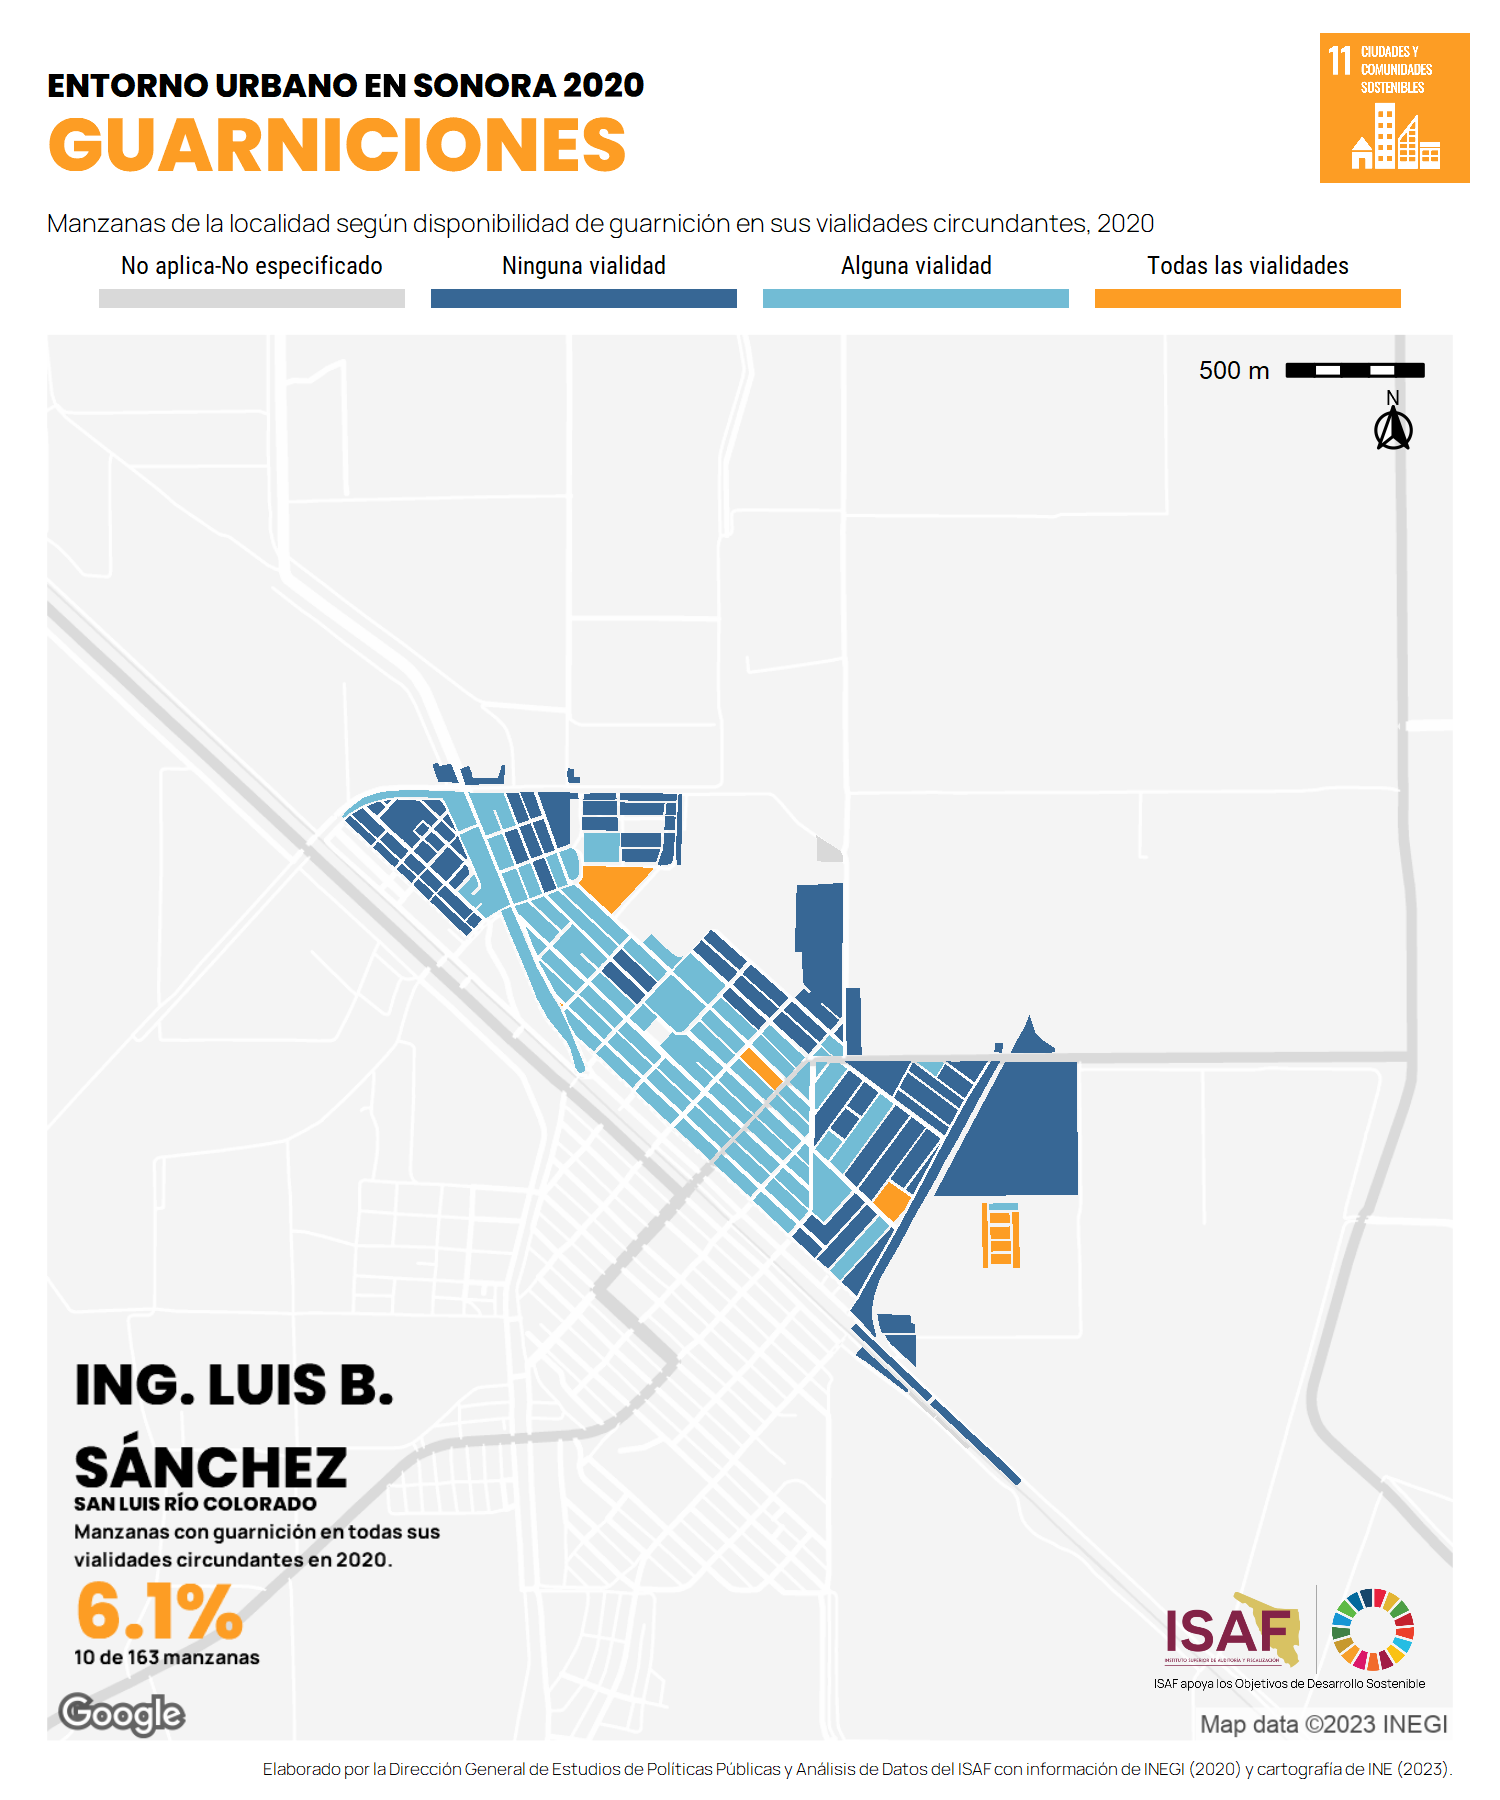 ENTORNO URBANO EN SONORA 2020
GUARNICIONES
11 CIUDADES Y
COMUNIDADES
SOSTENIBLES
Manzanas de la localidad según disponibilidad de guarnición en sus vialidades circundantes, 2020
No aplica-No especificado Ninguna vialidad Alguna vialidad Todas las vialidades
500 m
N
ING. LUIS B.
SÁNCHEZ
SAN LUIS RÍO COLORADO
Manzanas con guarnición en todas sus
vialidades circundantes en 2020.
6.1%
10 de 163 manzanas
ISAF
INSTITUTO SUPERIOR DE AUDITORÍA Y FISCALIZACIÓN
ISAF apoya los Objetivos de Desarrollo Sostenible
Google
Map data ©2023 INEGI
Elaborado por la Dirección General de Estudios de Políticas Públicas y Análisis de Datos del ISAF con información de INEGI (2020) y cartografía de INE (2023).